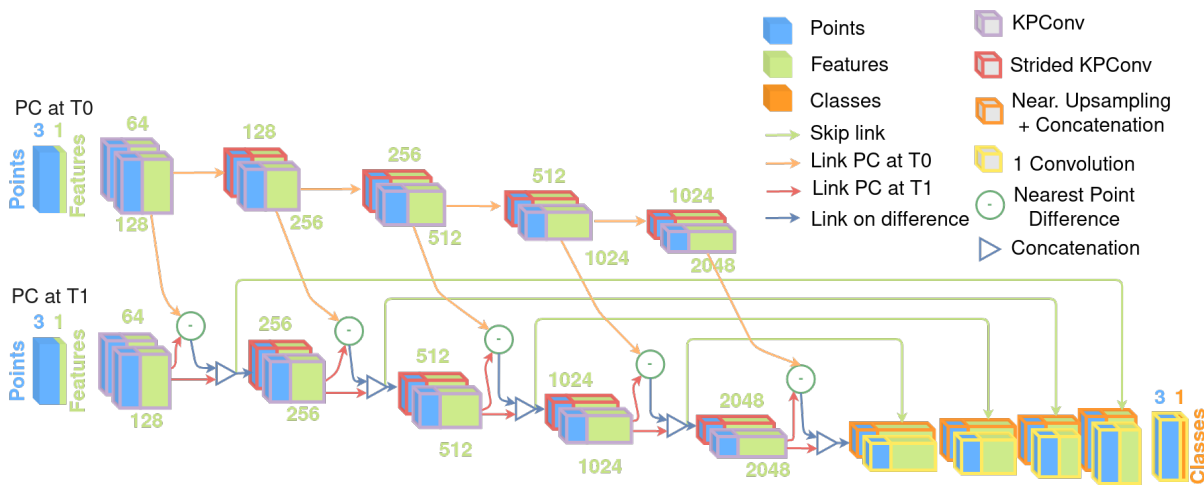 Points
Features
Classes
Skip link
Link PC at T0
Link PC at T1
Link on difference
KPConv
Strided KPConv
Near. Upsampling
+ Concatenation
1 Convolution
-
Nearest Point
Difference
Concatenation
PC at T0
3 1
Points
Features
64
128
128
256
256
512
512
1024
1024
2048
PC at T1
3 1
Points
Features
64
128
-
256
256
-
512
512
-
1024
1024
-
2048
2048
-
3 1
Classes